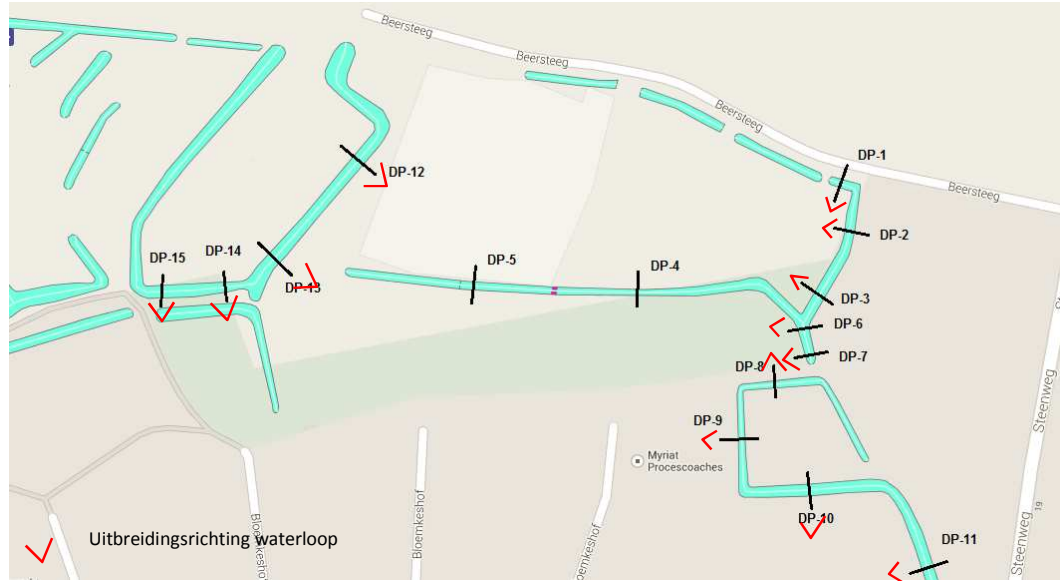 Beersteeg
Beersteeg
Beersteeg
Beersteeg
DP-1
DP-12
DP-2
DP-14
DP-15
DP-5
DP-4
DP-13
DP-3
DP-6
DP-7
DP-8
DP-9
Steenweg
Myriat
Procescoaches
DP-10
19
Bloemkeshof
Bloemkeshof
Bloemkeshof
Steenweg
Uitbreidingsrichting waterloop
DP-11